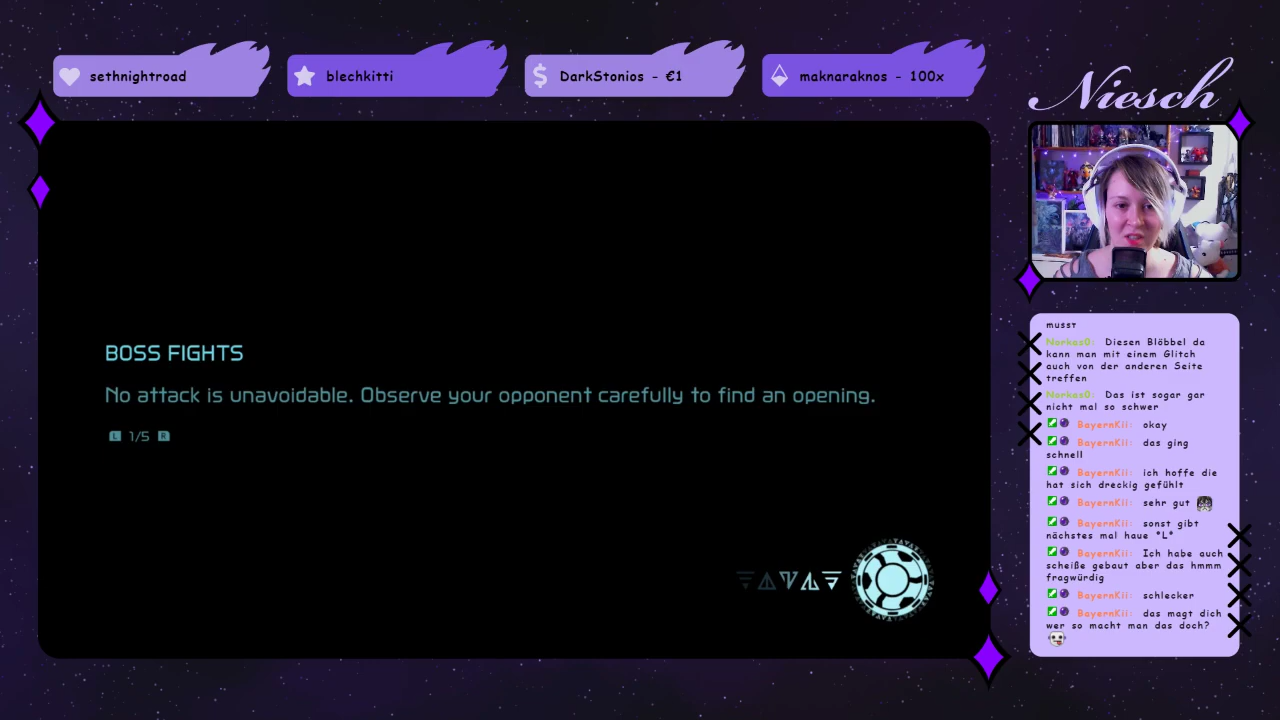 sethnightroad
blechkitti
DarkStonios - €1
maknaraknos - 100x
Niesch
BOSS FIGHTS
No attack is unavoidable. Observe your opponent carefully to find an opening.
L 1/5 R
musst
Norkas0: Diesen Blöbbel da
kann man mit einem Glitch
auch von der anderen Seite
treffen
Norkas0: Das ist sogar gar
nicht mal so schwer
BayernKii: okay
BayernKii: das ging
schnell
BayernKii: ich hoffe die
hat sich dreckig gefühlt
BayernKii: sehr gut
BayernKii: sonst gibt
nächstes mal haue *L*
BayernKii: Ich habe auch
scheiße gebaut aber das hmmm
fragwürdig
BayernKii: schlecker
BayernKii: das magt dich
wer so macht man das doch?